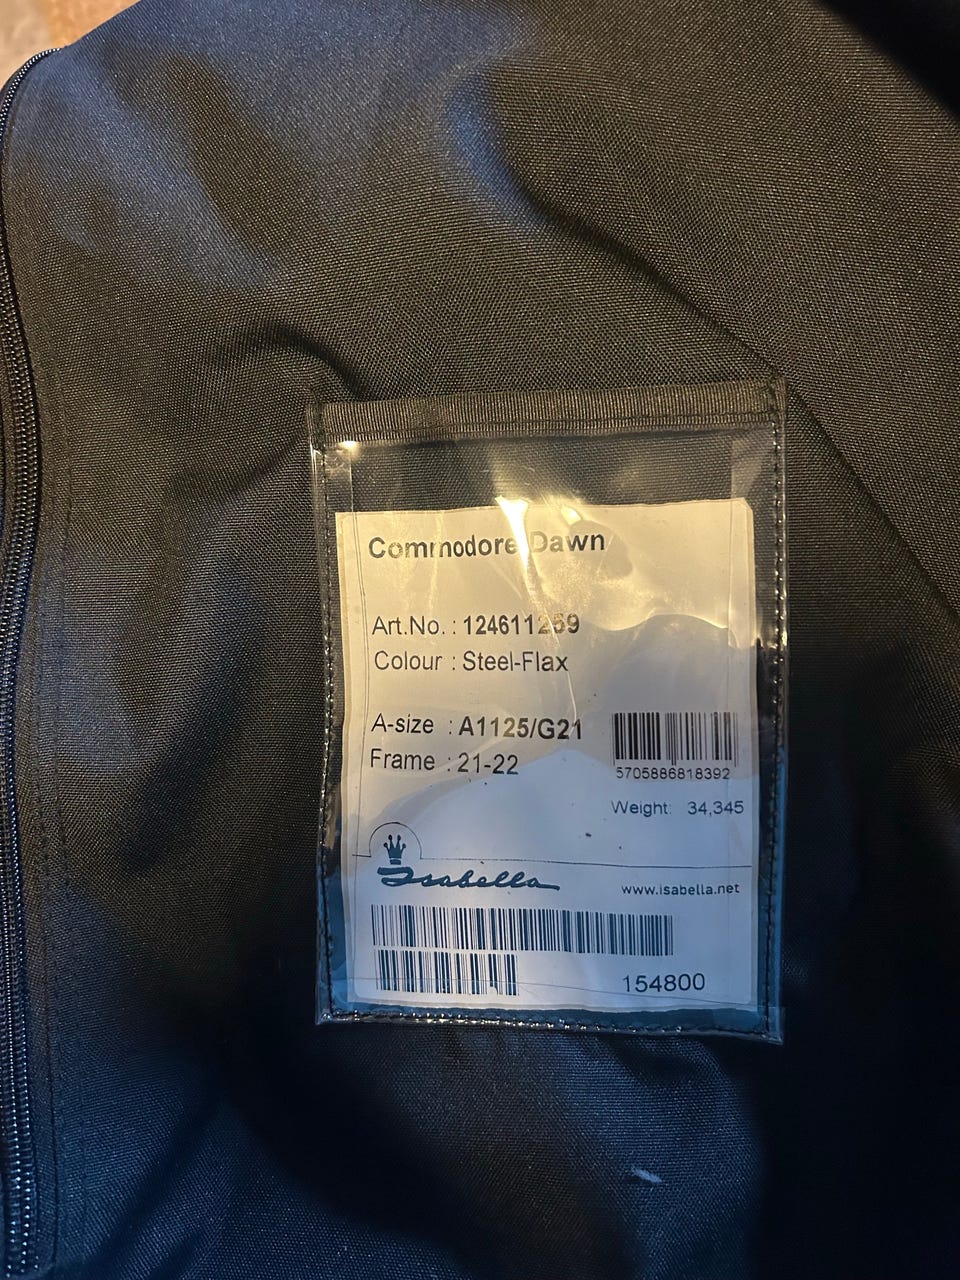 Commodore Dawn
Art.No. : 124611269
Colour : Steel-Flax
A-size : A1125/G21
Frame : 21-22
5705886818392
Weight: 34,345
Isabella
www.isabella.net
154800